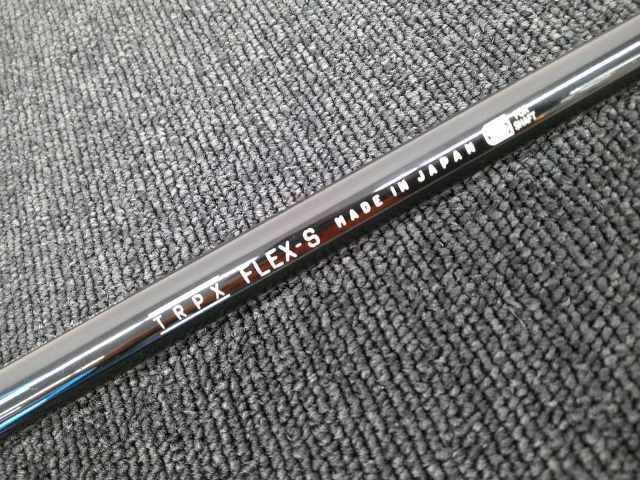 TRPX FLEX-S MADE IN JAPAN